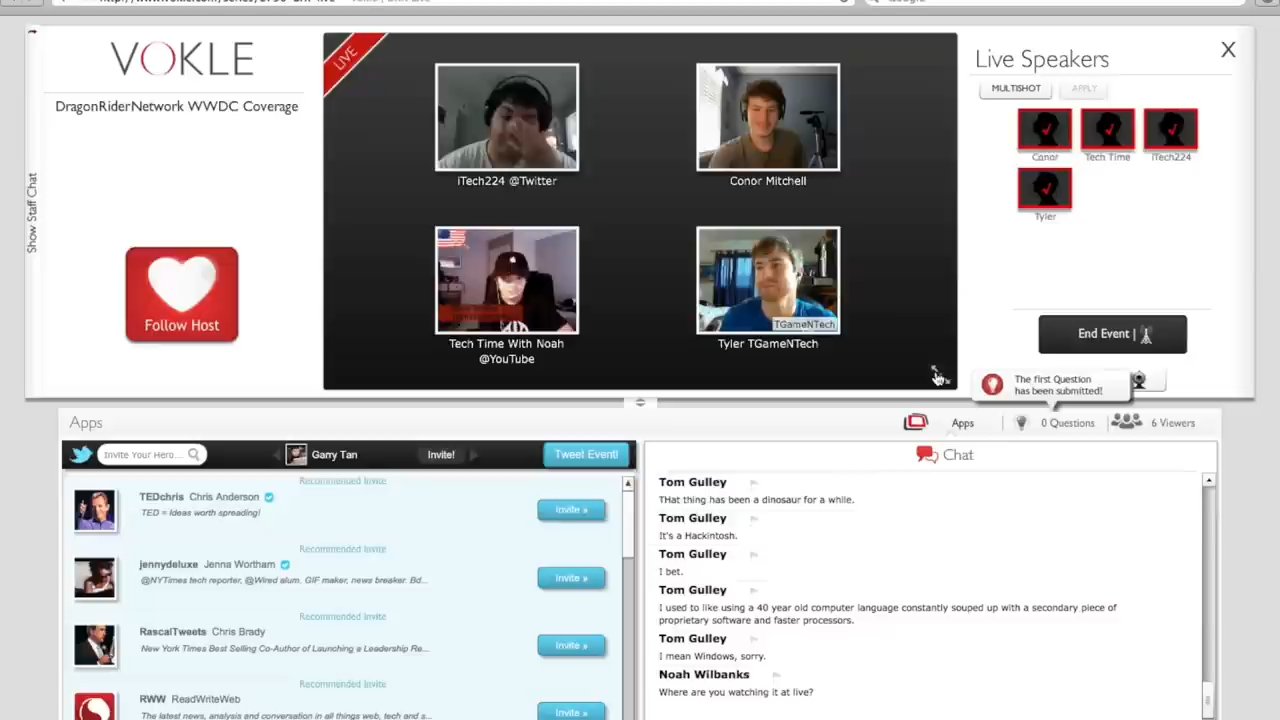 VOKLE
DragonRiderNetwork WWDC Coverage
Show Staff Chat
Follow Host
LIVE
iTech224 @Twitter
Conor Mitchell
Tech Time With Noah
@YouTube
TGameNTech
Tyler TGameNTech
Live Speakers
X
MULTISHOT
APPLY
Conor
Tech Time
iTech224
Tyler
End Event |
The first Question
has been submitted!
Apps
Apps
0 Questions
6 Viewers
Invite Your Hero...
Garry Tan
Invite!
Tweet Event!
Recommended Invite
TEDchris Chris Anderson
TED = Ideas worth spreading!
Invite »
Recommended Invite
jennydeluxe Jenna Wortham
@NYTimes tech reporter, @Wired alum. GIF maker, news breaker. Bd...
Invite »
Recommended Invite
RascalTweets Chris Brady
New York Times Best Selling Co-Author of Launching a Leadership Re...
Invite »
Recommended Invite
RWW ReadWriteWeb
The latest news, analysis and conversation in all things web, tech and s...
Invite »
Chat
Tom Gulley
THat thing has been a dinosaur for a while.
Tom Gulley
It's a Hackintosh.
Tom Gulley
I bet.
Tom Gulley
I used to like using a 40 year old computer language constantly souped up with a secondary piece of
proprietary software and faster processors.
Tom Gulley
I mean Windows, sorry.
Noah Wilbanks
Where are you watching it at live?